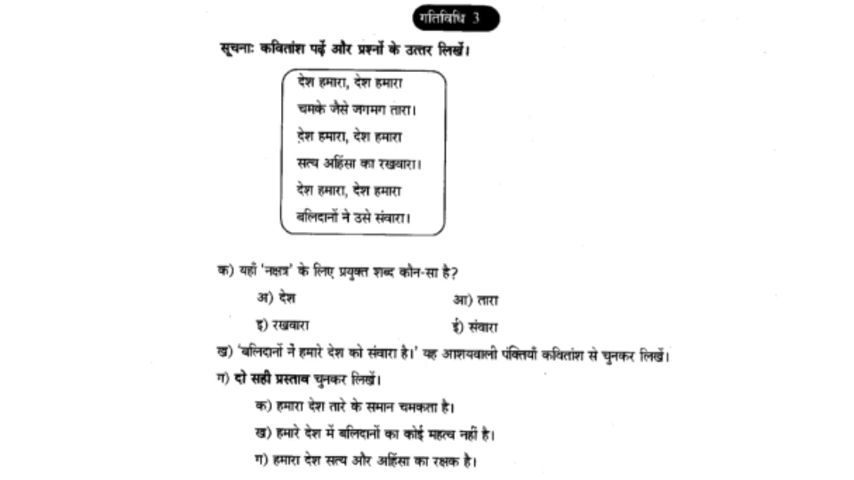 गतिविधि 3
सूचनाः कवितांश पढ़ें और प्रश्नों के उत्तर लिखें।
देश हमारा, देश हमारा
चमके जैसे जगमग तारा।
देश हमारा, देश हमारा
सत्य अहिंसा का रखवारा।
देश हमारा, देश हमारा
बलिदानों ने उसे संवारा।
क) यहाँ 'नक्षत्र' के लिए प्रयुक्त शब्द कौन-सा है?
अ) देश आ) तारा
इ) रखवारा ई) संवारा
ख) 'बलिदानों ने हमारे देश को संवारा है।' यह आशयवाली पंक्तियाँ कवितांश से चुनकर लिखें।
ग) दो सही प्रस्ताव चुनकर लिखें।
क) हमारा देश तारे के समान चमकता है।
ख) हमारे देश में बलिदानों का कोई महत्व नहीं है।
ग) हमारा देश सत्य और अहिंसा का रक्षक है।